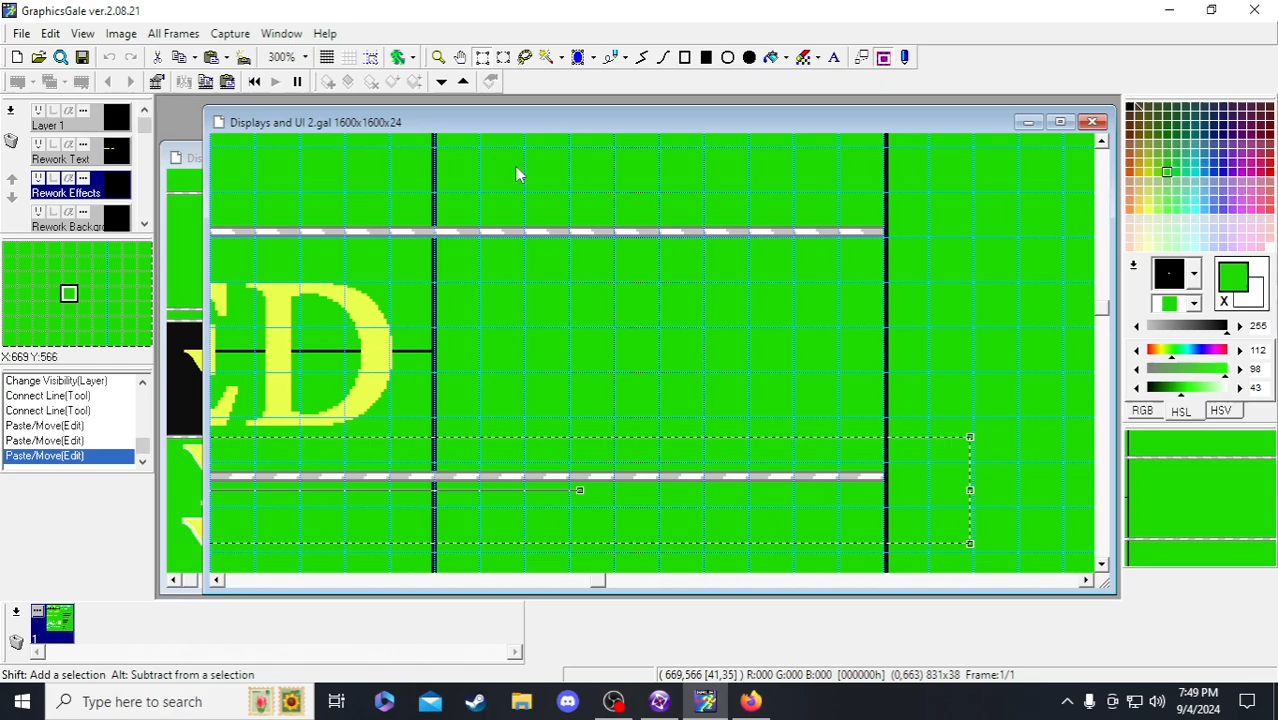 GraphicsGale ver.2.08.21
File Edit View Image All Frames Capture Window Help
300%
Displays and UI 2.gal 1600x1600x24
Dis
Layer 1
Rework Text
Rework Effects
Rework Backgro
ED
X:669 Y:566
Change Visibility(Layer)
Connect Line(Tool)
Connect Line(Tool)
Paste/Move(Edit)
Paste/Move(Edit)
Paste/Move(Edit)
X
255
112
98
43
RGB HSL HSV
1
Shift: Add a selection Alt: Subtract from a selection
( 669,566 [41,35] ) R:000 G:000 B:000 [000000h] (0,663) 831x38 Frame:1/1
Type here to search
7:49 PM
9/4/2024